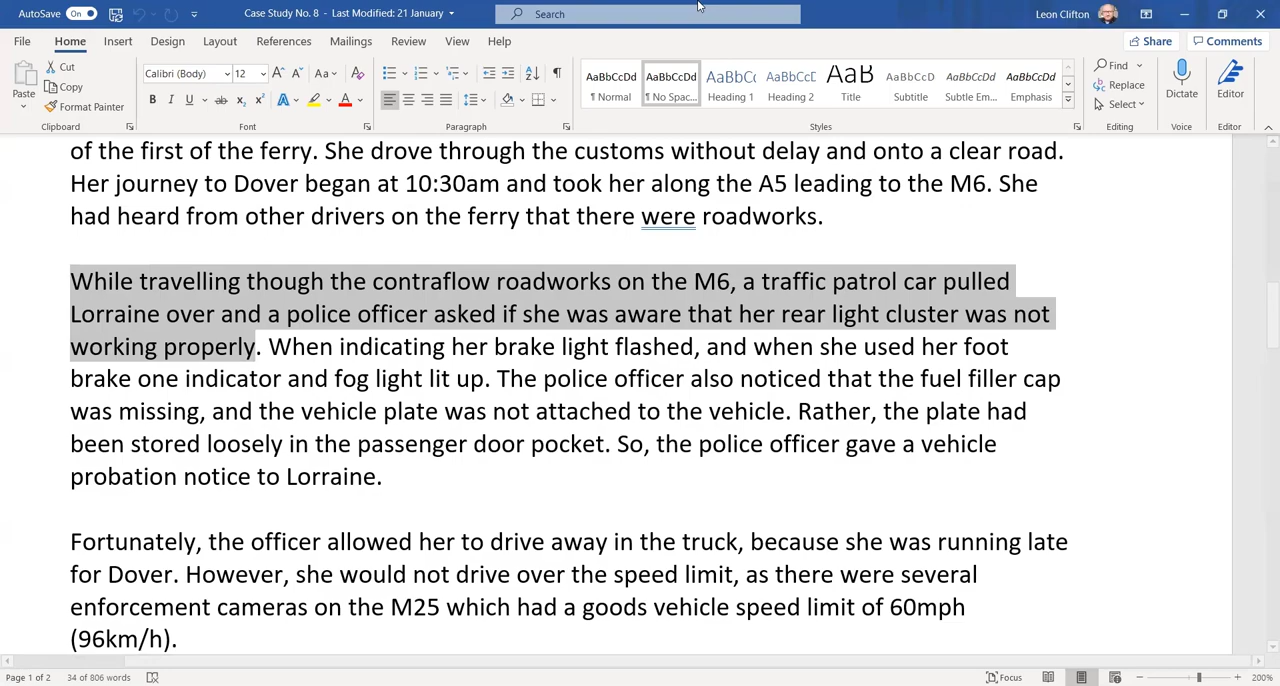 AutoSave On Case Study No. 8 - Last Modified: 21 January Search Leon Clifton
File Home Insert Design Layout References Mailings Review View Help Share Comments
Paste Cut Copy Format Painter
Calibri (Body) 12 Aa
B I U ab x₂ x² A A
AaBbCcDd AaBbCcDd AaBbCc AaBbCcE AaB AaBbCcD AaBbCcDd AaBbCcDd
¶ Normal ¶ No Spac... Heading 1 Heading 2 Title Subtitle Subtle Em... Emphasis
Find Replace Select Dictate Editor
Clipboard Font Paragraph Styles Editing Voice Editor
of the first of the ferry. She drove through the customs without delay and onto a clear road.
Her journey to Dover began at 10:30am and took her along the A5 leading to the M6. She
had heard from other drivers on the ferry that there were roadworks.
While travelling though the contraflow roadworks on the M6, a traffic patrol car pulled
Lorraine over and a police officer asked if she was aware that her rear light cluster was not
working properly. When indicating her brake light flashed, and when she used her foot
brake one indicator and fog light lit up. The police officer also noticed that the fuel filler cap
was missing, and the vehicle plate was not attached to the vehicle. Rather, the plate had
been stored loosely in the passenger door pocket. So, the police officer gave a vehicle
probation notice to Lorraine.
Fortunately, the officer allowed her to drive away in the truck, because she was running late
for Dover. However, she would not drive over the speed limit, as there were several
enforcement cameras on the M25 which had a goods vehicle speed limit of 60mph
(96km/h).
Page 1 of 2 34 of 806 words Focus 200%